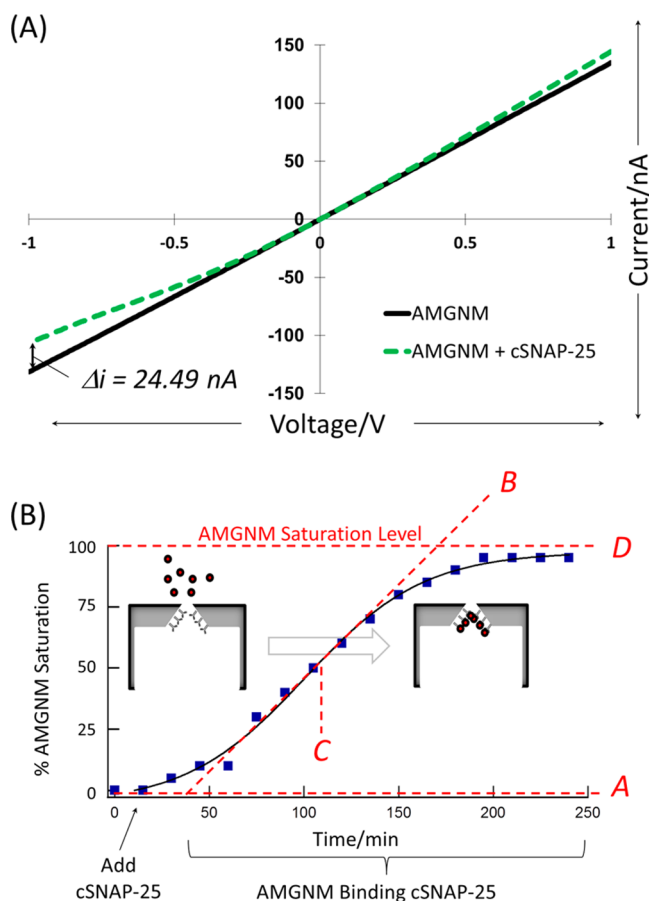 (A)
150
100
50
0
-1
-0.5
0
0.5
1
-50
-100
-150
Current/nA
AMGNM
AMGNM + cSNAP-25
Δi = 24.49 nA
Voltage/V
(B)
B
AMGNM Saturation Level
D
100
75
50
25
0
% AMGNM Saturation
C
A
0
50
100
150
200
250
Time/min
Add
cSNAP-25
AMGNM Binding cSNAP-25